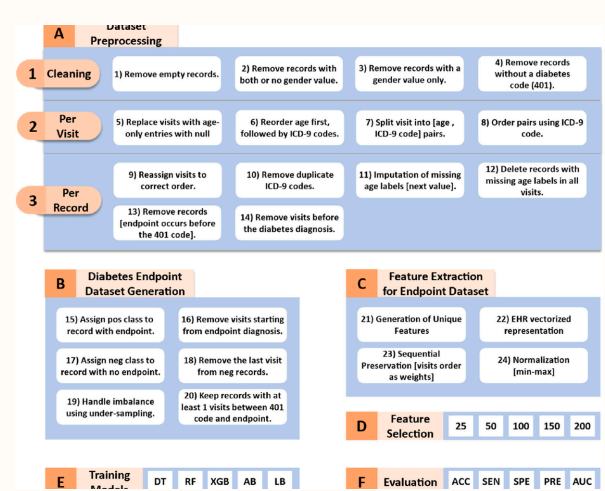 A
Dataset
Preprocessing
1 Cleaning
1) Remove empty records.
2) Remove records with
both or no gender value.
3) Remove records with a
gender value only.
4) Remove records
without a diabetes
code (401).
2 Per
Visit
5) Replace visits with age-
only entries with null
6) Reorder age first,
followed by ICD-9 codes.
7) Split visit into [age ,
ICD-9 code] pairs.
8) Order pairs using ICD-9
code.
3 Per
Record
9) Reassign visits to
correct order.
10) Remove duplicate
ICD-9 codes.
11) Imputation of missing
age labels [next value].
12) Delete records with
missing age labels in all
visits.
13) Remove records
[endpoint occurs before
the 401 code].
14) Remove visits before
the diabetes diagnosis.
B
Diabetes Endpoint
Dataset Generation
15) Assign pos class to
record with endpoint.
16) Remove visits starting
from endpoint diagnosis.
17) Assign neg class to
record with no endpoint.
18) Remove the last visit
from neg records.
19) Handle imbalance
using under-sampling.
20) Keep records with at
least 1 visits between 401
code and endpoint.
C
Feature Extraction
for Endpoint Dataset
21) Generation of Unique
Features
22) EHR vectorized
representation
23) Sequential
Preservation [visits order
as weights]
24) Normalization
[min-max]
D
Feature
Selection
25 50 100 150 200
E
Training
Models
DT RF XGB AB LB
F Evaluation
ACC SEN SPE PRE AUC